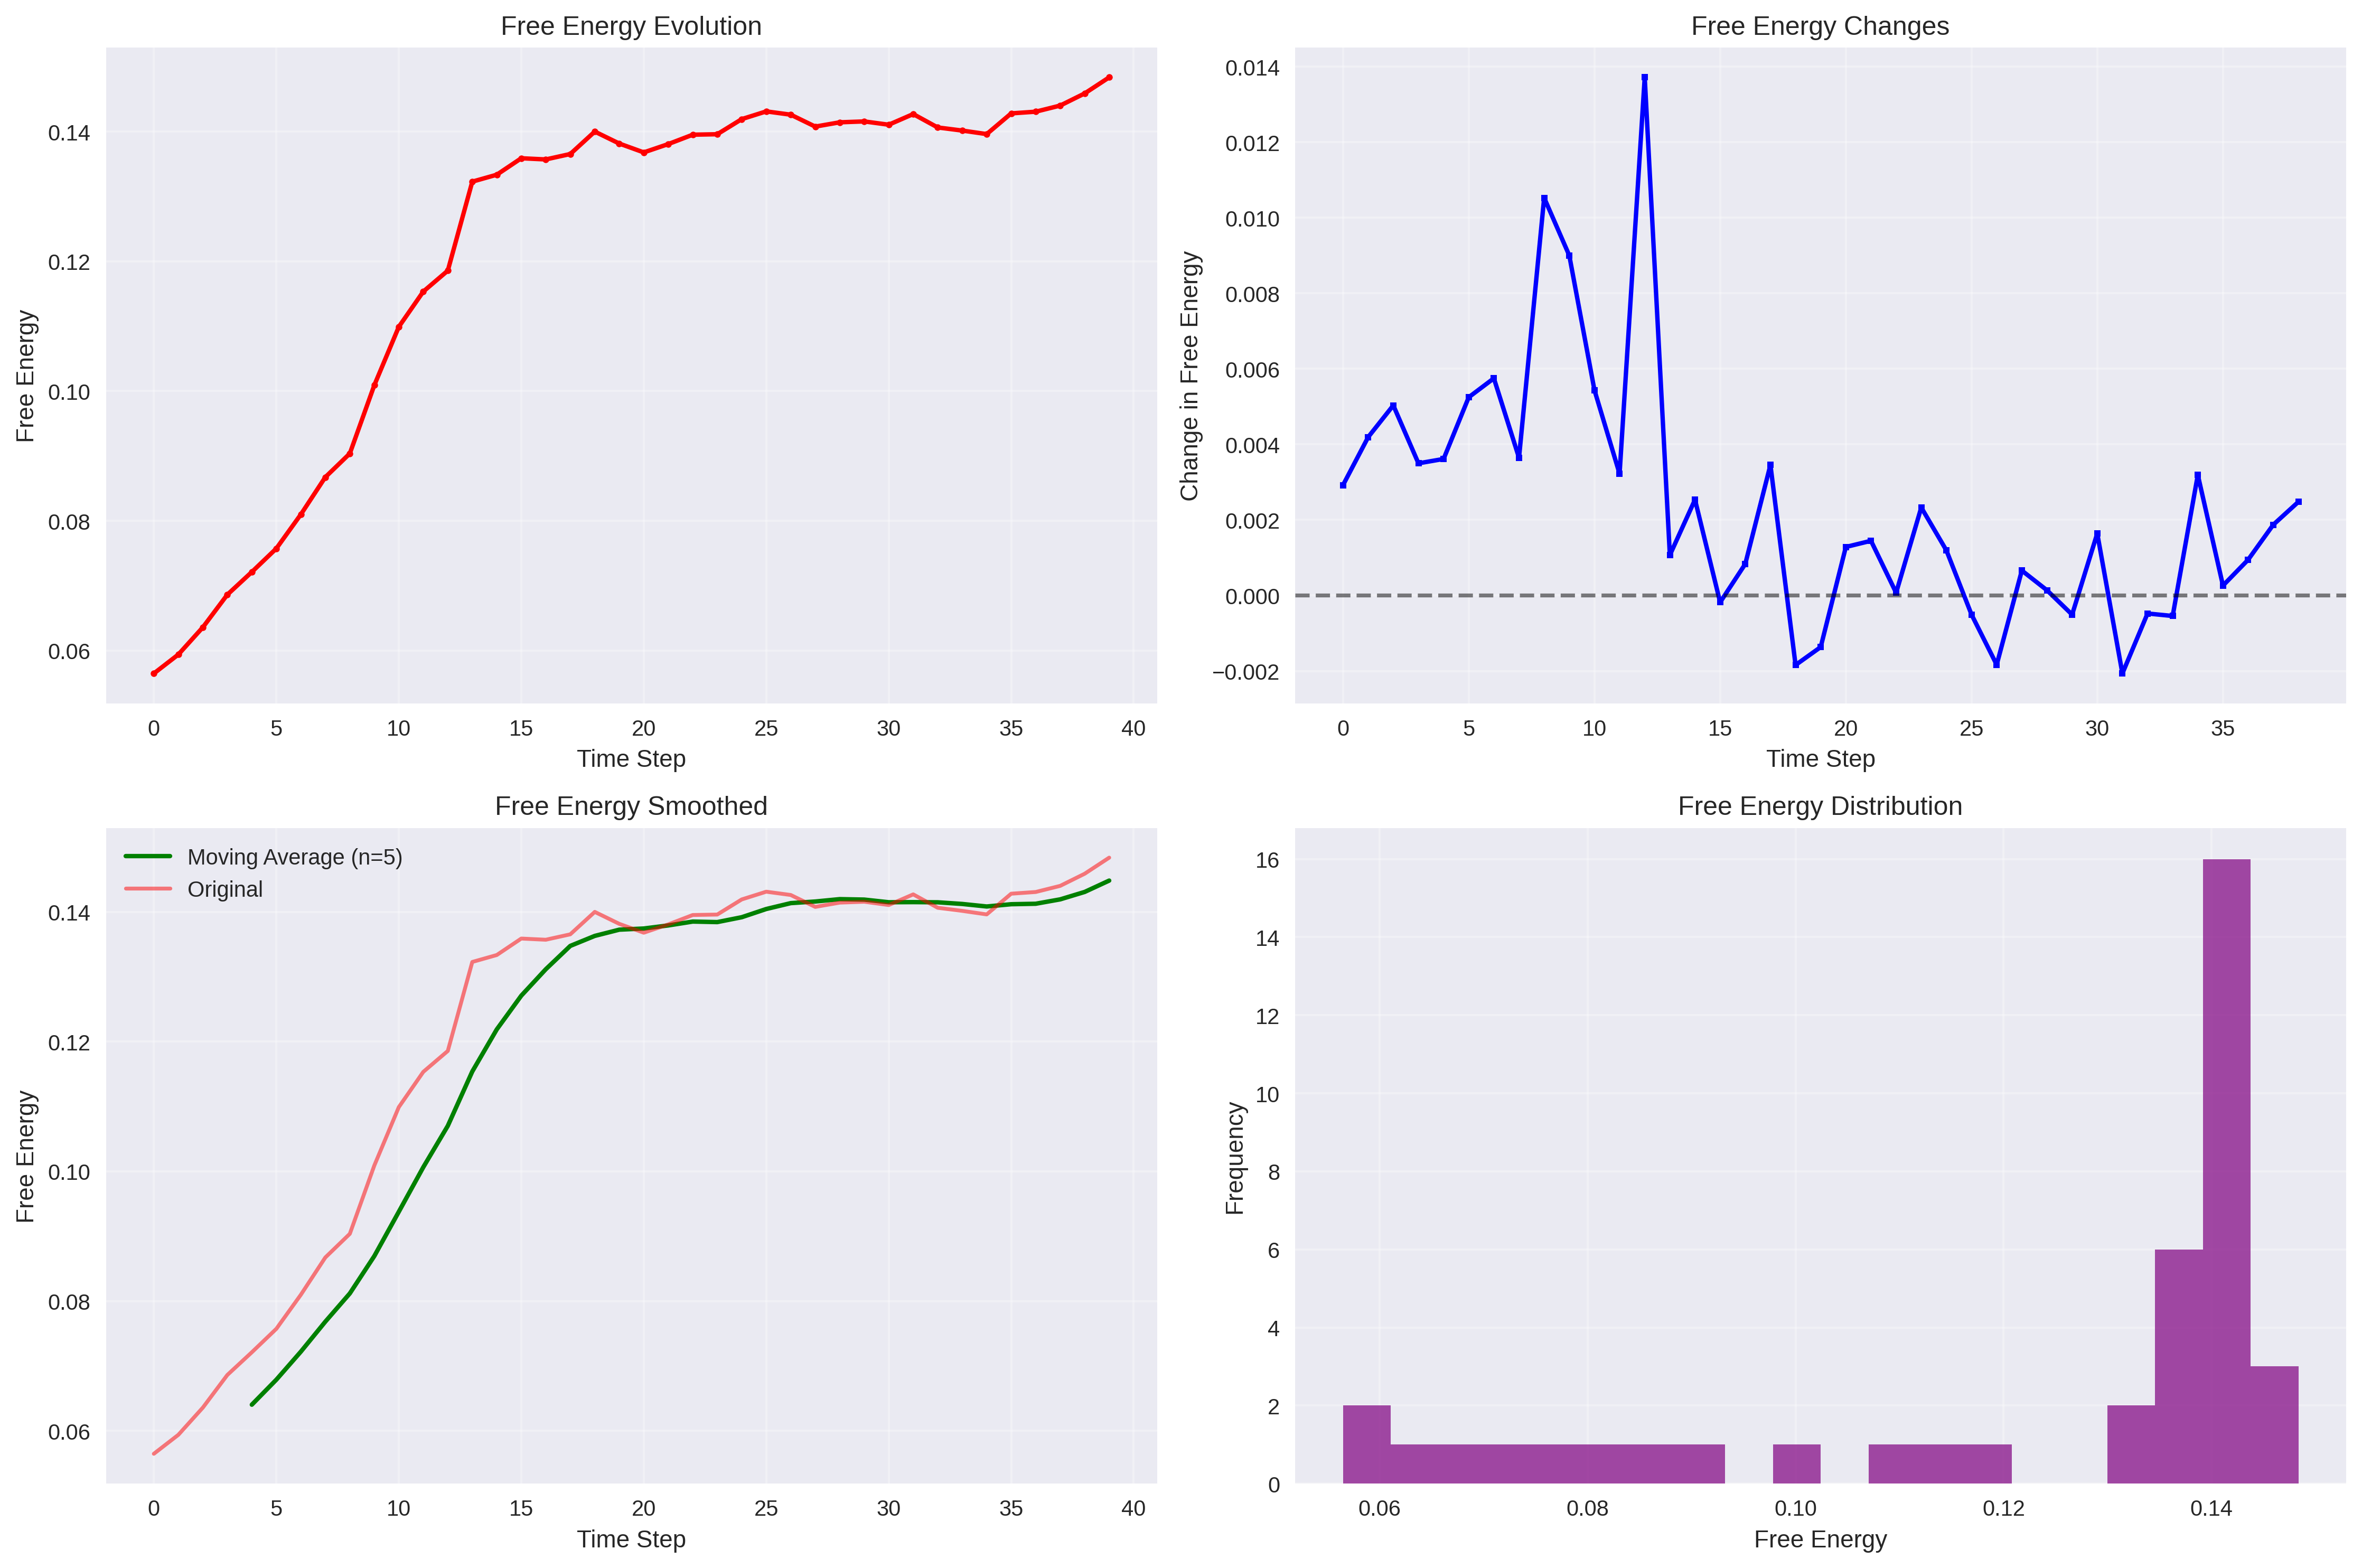 Free Energy Evolution
Free Energy
0.14
0.12
0.10
0.08
0.06
0 5 10 15 20 25 30 35 40
Time Step
Free Energy Changes
Change in Free Energy
0.014
0.012
0.010
0.008
0.006
0.004
0.002
0.000
−0.002
0 5 10 15 20 25 30 35
Time Step
Free Energy Smoothed
Moving Average (n=5)
Original
Free Energy
0.14
0.12
0.10
0.08
0.06
0 5 10 15 20 25 30 35 40
Time Step
Free Energy Distribution
Frequency
16
14
12
10
8
6
4
2
0
0.06 0.08 0.10 0.12 0.14
Free Energy